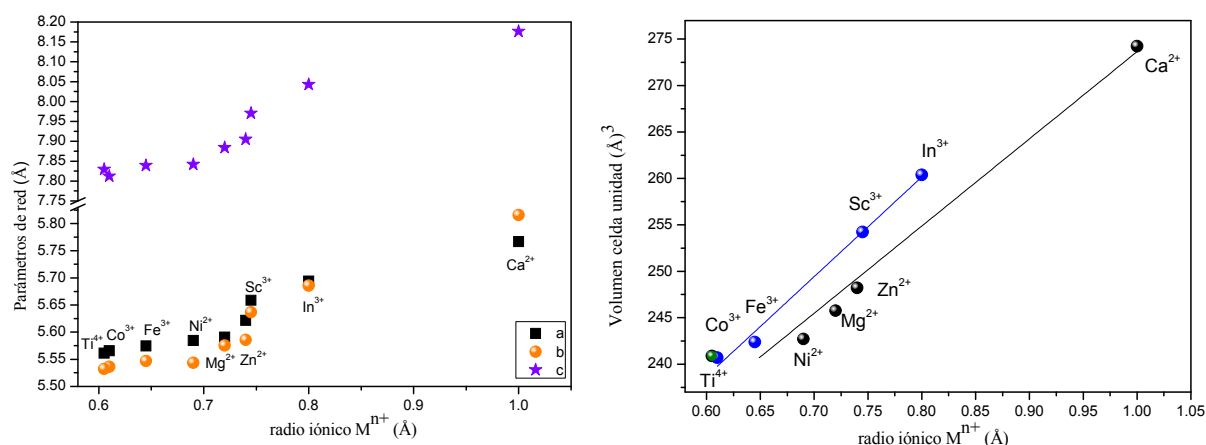 Parámetros de red (Å)
8.20
8.15
8.10
8.05
8.00
7.95
7.90
7.85
7.80
7.75
5.80
5.75
5.70
5.65
5.60
5.55
5.50
Ti⁴⁺ Co³⁺ Fe³⁺ Ni²⁺ Mg²⁺ Zn²⁺ Sc³⁺ In³⁺ Ca²⁺
a
b
c
0.6 0.7 0.8 0.9 1.0
radio iónico Mⁿ⁺ (Å)
Volumen celda unidad (Å)³
275
270
265
260
255
250
245
240
Ca²⁺
In³⁺
Sc³⁺
Zn²⁺
Mg²⁺
Fe³⁺
Co³⁺
Ni²⁺
Ti⁴⁺
0.60 0.65 0.70 0.75 0.80 0.85 0.90 0.95 1.00 1.05
radio iónico Mⁿ⁺ (Å)